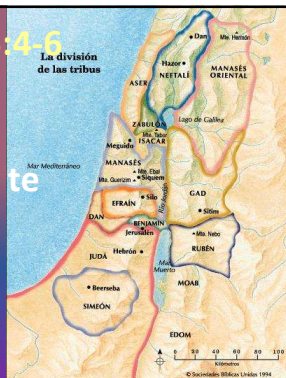 :4-6
La división
de las tribus
te
Dan
Mte. Hermón
Hazor
NEFTALÍ
MANASÉS
ORIENTAL
ASER
Lago de Galilea
ZABULÓN
Mte. Tabor
ISACAR
Meguido
Mar Mediterráneo
MANASÉS
Mte. Ebal
Siquem
Mte. Guerizim
Río Jordán
GAD
Silo
EFRAÍN
Sitim
DAN
BENJAMÍN
Jerusalén
Mte. Nebo
RUBÉN
Hebrón
JUDÁ
Mar
Muerto
MOAB
Beerseba
SIMEÓN
EDOM
0 20 40 60 80 100
Kilómetros
© Sociedades Bíblicas Unidas 1994